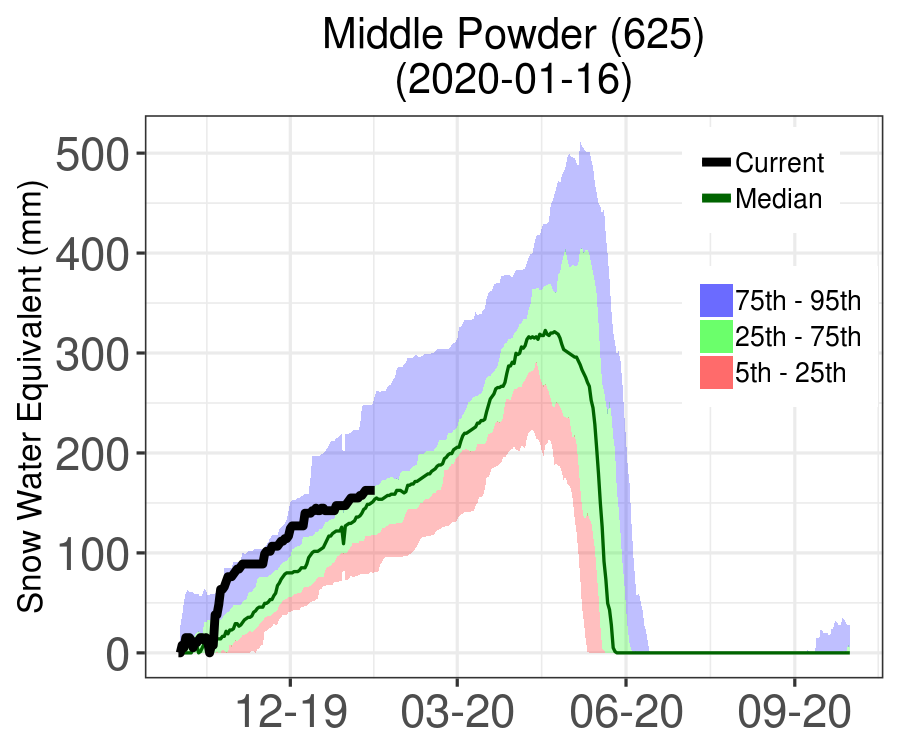 Middle Powder (625)
(2020-01-16)
Snow Water Equivalent (mm)
500
400
300
200
100
0
12-19
03-20
06-20
09-20
Current
Median
75th - 95th
25th - 75th
5th - 25th